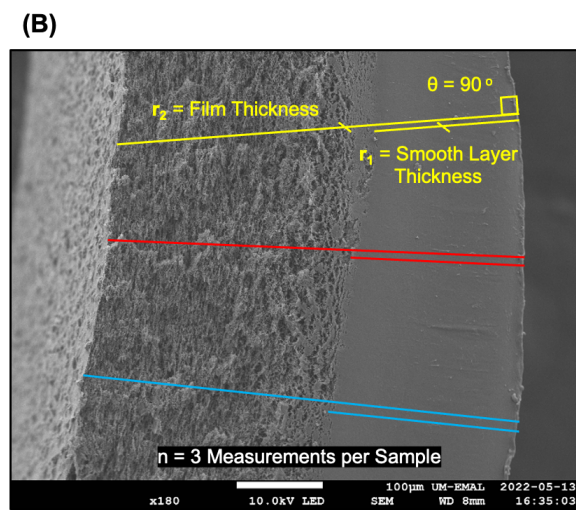 (B)
θ = 90 °
r₂ = Film Thickness
r₁ = Smooth Layer
Thickness
n = 3 Measurements per Sample
100μm UM-EMAL 2022-05-13
x180 10.0kV LED SEM WD 8mm 16:35:03